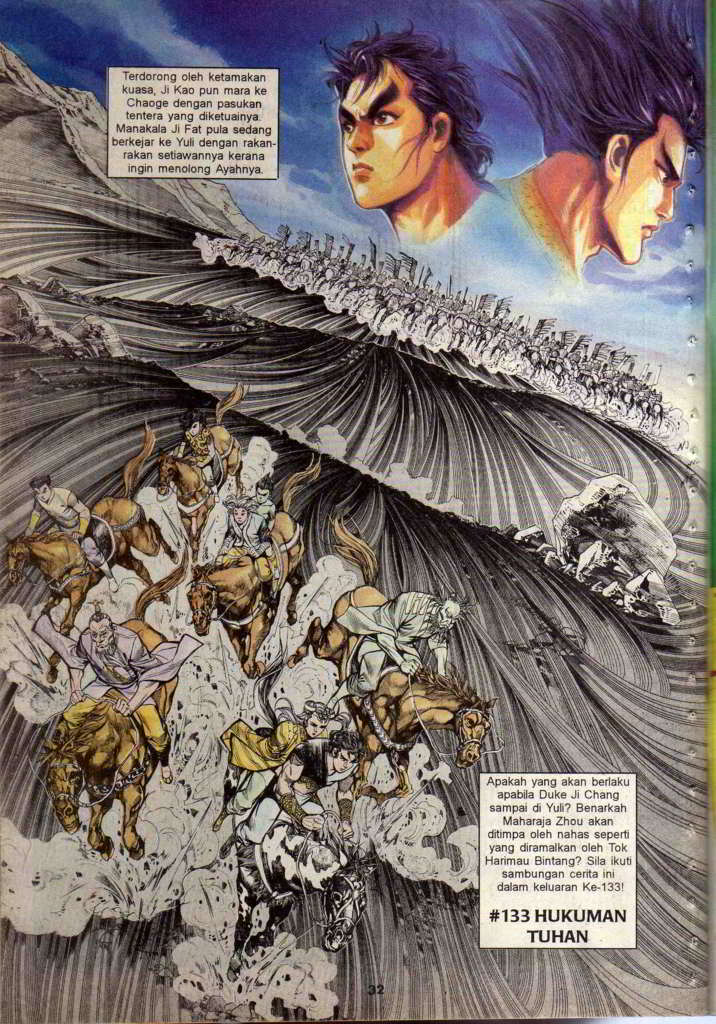 Terdorong oleh ketamakan
kuasa, Ji Kao pun mara ke
Chaoge dengan pasukan
tentera yang diketuainya.
Manakala Ji Fat pula sedang
berkejar ke Yuli dengan rakan-
rakan setiawannya kerana
ingin menolong Ayahnya.
Apakah yang akan berlaku
apabila Duke Ji Chang
sampai di Yuli? Benarkah
Maharaja Zhou akan
ditimpa oleh nahas seperti
yang diramalkan oleh Tok
Harimau Bintang? Sila ikuti
sambungan cerita ini
dalam keluaran Ke-133!
#133 HUKUMAN
TUHAN
32